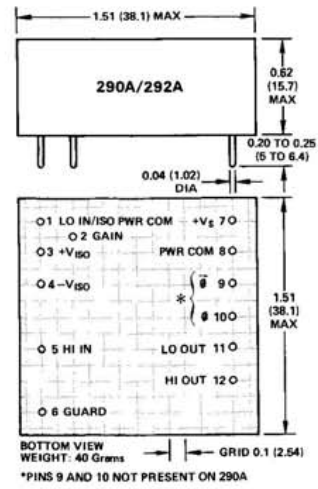 1.51 (38.1) MAX
290A/292A
0.62
(15.7)
MAX
0.20 TO 0.25
(5 TO 6.4)
0.04 (1.02)
DIA
1 LO IN/ISO PWR COM +VS 7
2 GAIN
3 +VISO PWR COM 8
4 -VISO φ̅ 9
* φ 10
1.51
(38.1)
MAX
5 HI IN LO OUT 11
HI OUT 12
6 GUARD
BOTTOM VIEW
WEIGHT: 40 Grams
GRID 0.1 (2.54)
*PINS 9 AND 10 NOT PRESENT ON 290A